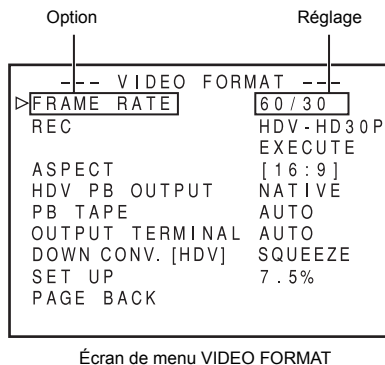 Option Réglage
--- VIDEO FORMAT ---
FRAME RATE 60/30
REC HDV-HD30P
EXECUTE
ASPECT [16:9]
HDV PB OUTPUT NATIVE
PB TAPE AUTO
OUTPUT TERMINAL AUTO
DOWN CONV. [HDV] SQUEEZE
SET UP 7.5%
PAGE BACK
Écran de menu VIDEO FORMAT